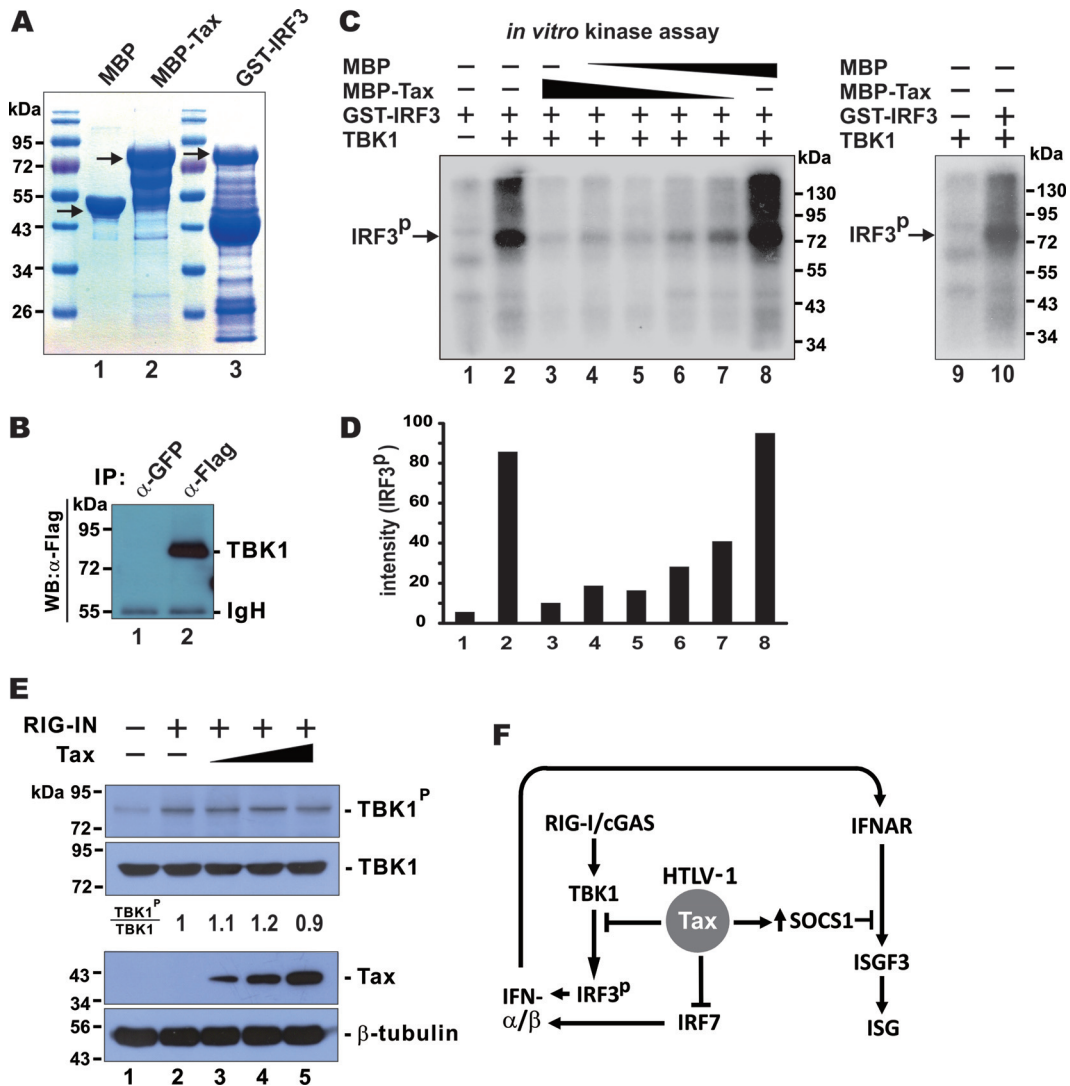 A
MBP
MBP-Tax
GST-IRF3
kDa
95
72
55
43
34
26
1 2 3
B
IP: α-GFP α-Flag
kDa
WB:α-Flag
95
72
55
- TBK1
- IgH
1 2
C
in vitro kinase assay
MBP − − −
MBP-Tax − − −
GST-IRF3 + + + + + + + +
TBK1 − + + + + + + +
kDa
130
95
72
55
43
34
IRF3p
1 2 3 4 5 6 7 8
MBP − −
MBP-Tax − −
GST-IRF3 − +
TBK1 + +
kDa
130
95
72
55
43
34
IRF3p
9 10
D
intensity (IRF3p)
100
80
60
40
20
0
1 2 3 4 5 6 7 8
E
RIG-IN − + + + +
Tax − −
kDa 95
72
- TBK1P
95
72
- TBK1
TBK1P
TBK1
1 1.1 1.2 0.9
43
34
- Tax
56
43
- β-tubulin
1 2 3 4 5
F
RIG-I/cGAS
IFNAR
TBK1
HTLV-1
Tax
SOCS1
ISGF3
IFN-
α/β
IRF3p
IRF7
ISG